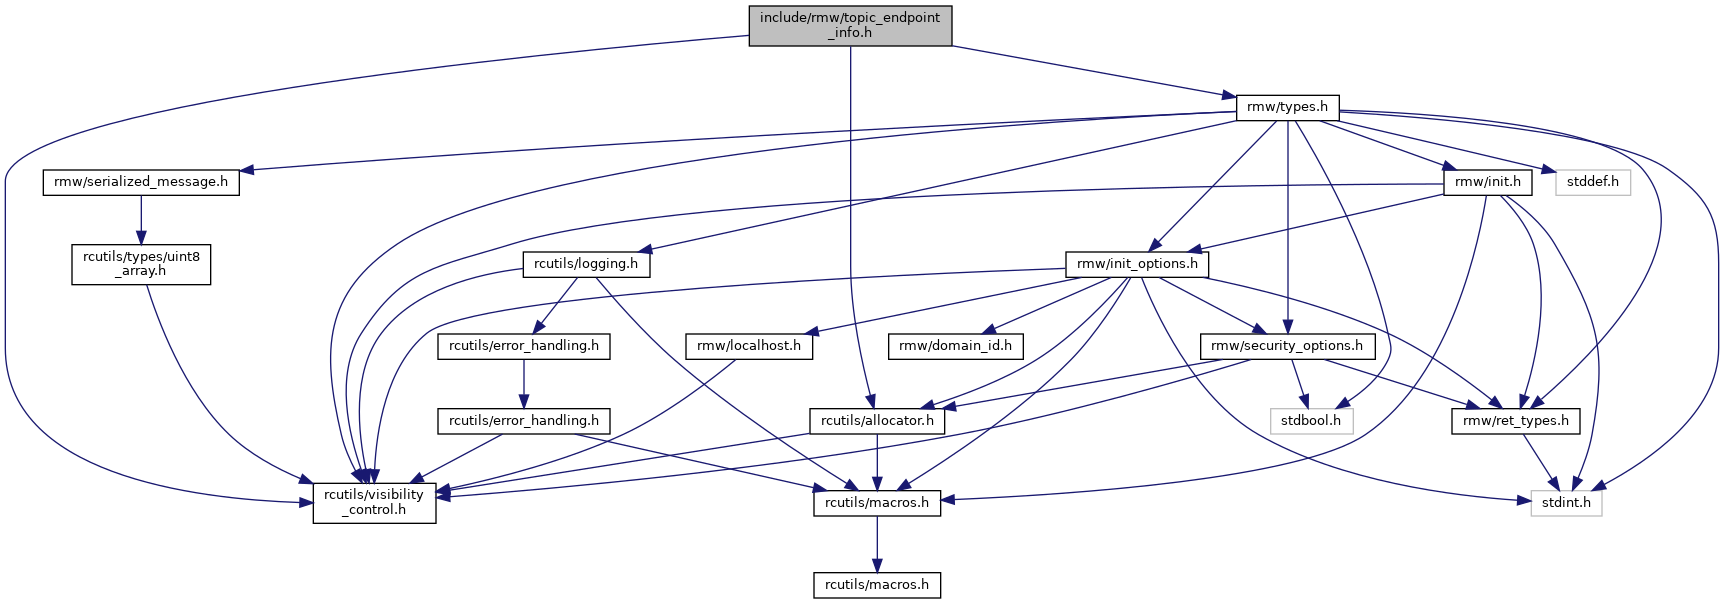 include/rmw/topic_endpoint
_info.h
rmw/types.h
rmw/serialized_message.h
rmw/init.h
stddef.h
rcutils/types/uint8
_array.h
rcutils/logging.h
rmw/init_options.h
rcutils/error_handling.h
rmw/localhost.h
rmw/domain_id.h
rmw/security_options.h
rcutils/error_handling.h
rcutils/allocator.h
stdbool.h
rmw/ret_types.h
rcutils/visibility
_control.h
rcutils/macros.h
stdint.h
rcutils/macros.h